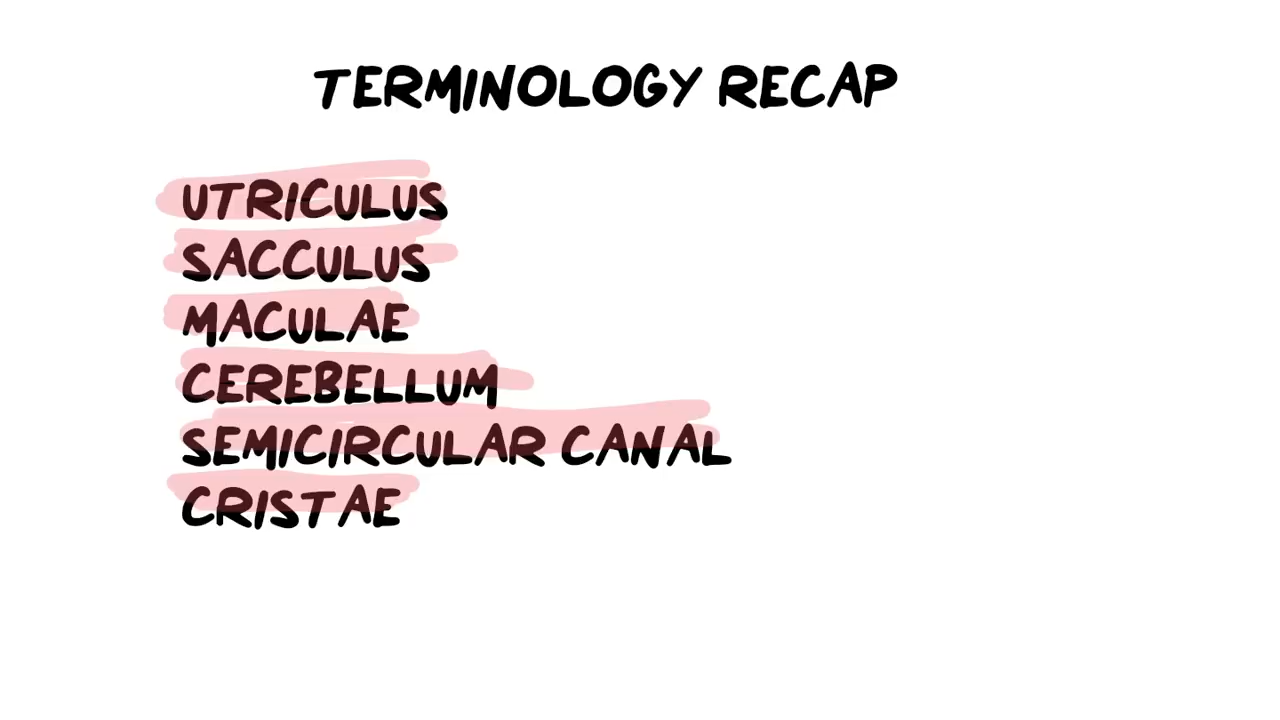 TERMINOLOGY RECAP
UTRICULUS
SACCULUS
MACULAE
CEREBELLUM
SEMICIRCULAR CANAL
CRISTAE